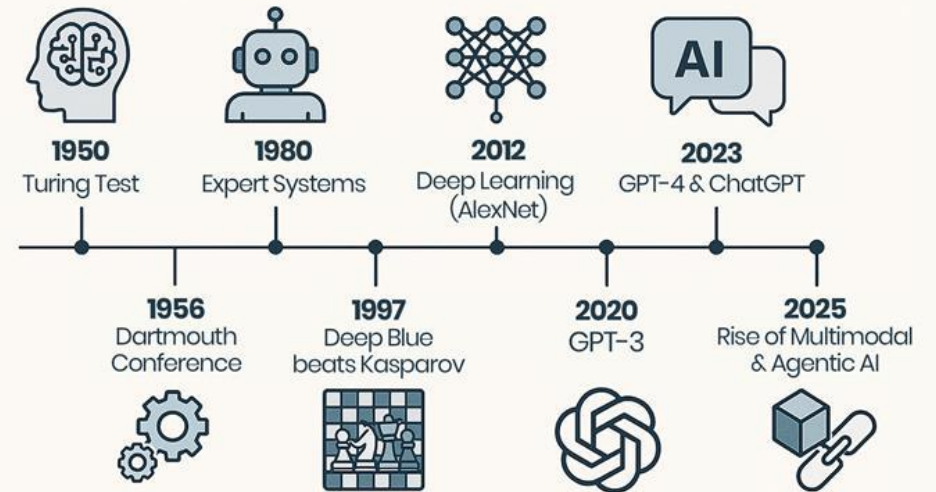 AI
1950
Turing Test
1980
Expert Systems
2012
Deep Learning
(AlexNet)
2023
GPT-4 & ChatGPT
1956
Dartmouth
Conference
1997
Deep Blue
beats Kasparov
2020
GPT-3
2025
Rise of Multimodal
& Agentic AI